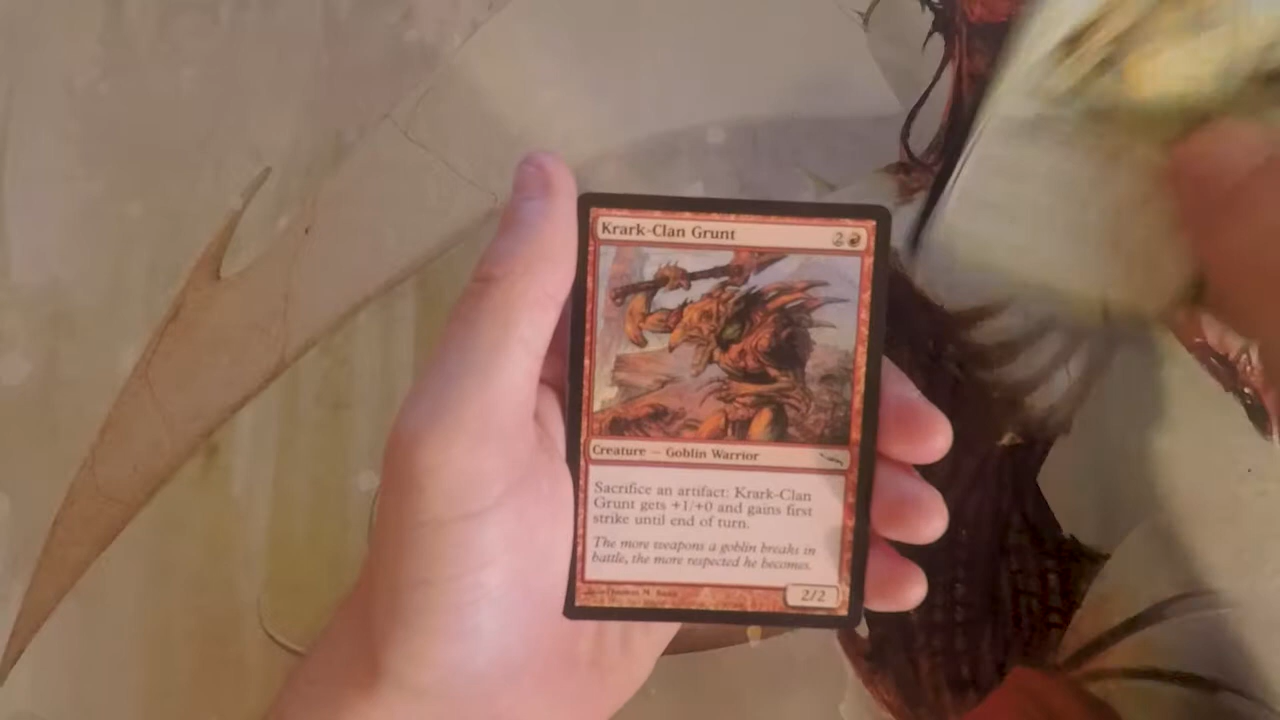 Krark-Clan Grunt 2
Creature — Goblin Warrior
Sacrifice an artifact: Krark-Clan
Grunt gets +1/+0 and gains first
strike until end of turn.
The more weapons a goblin breaks in
battle, the more respected he becomes.
2/2